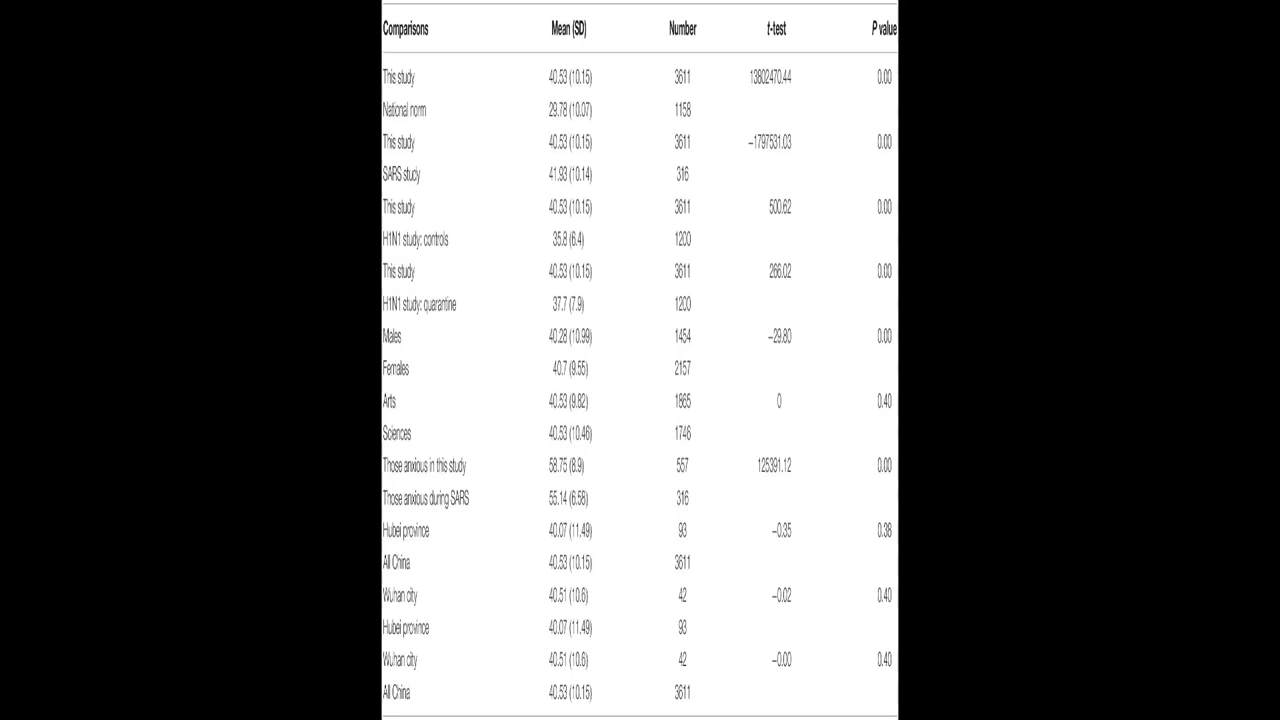 Comparisons Mean (SD) Number t-test P value
This study 40.53 (10.15) 3611 13802470.44 0.00
National norm 29.78 (10.07) 1158
This study 40.53 (10.15) 3611 −1797531.03 0.00
SARS study 41.93 (10.14) 316
This study 40.53 (10.15) 3611 500.62 0.00
H1N1 study: controls 35.8 (6.4) 1200
This study 40.53 (10.15) 3611 266.02 0.00
H1N1 study: quarantine 37.7 (7.9) 1200
Males 40.28 (10.99) 1454 −29.80 0.00
Females 40.7 (9.55) 2157
Arts 40.53 (9.82) 1865 0 0.40
Sciences 40.53 (10.46) 1746
Those anxious in this study 58.75 (8.9) 557 125391.12 0.00
Those anxious during SARS 55.14 (6.58) 316
Hubei province 40.07 (11.49) 93 −0.35 0.38
All China 40.53 (10.15) 3611
Wuhan city 40.51 (10.6) 42 −0.02 0.40
Hubei province 40.07 (11.49) 93
Wuhan city 40.51 (10.6) 42 −0.00 0.40
All China 40.53 (10.15) 3611